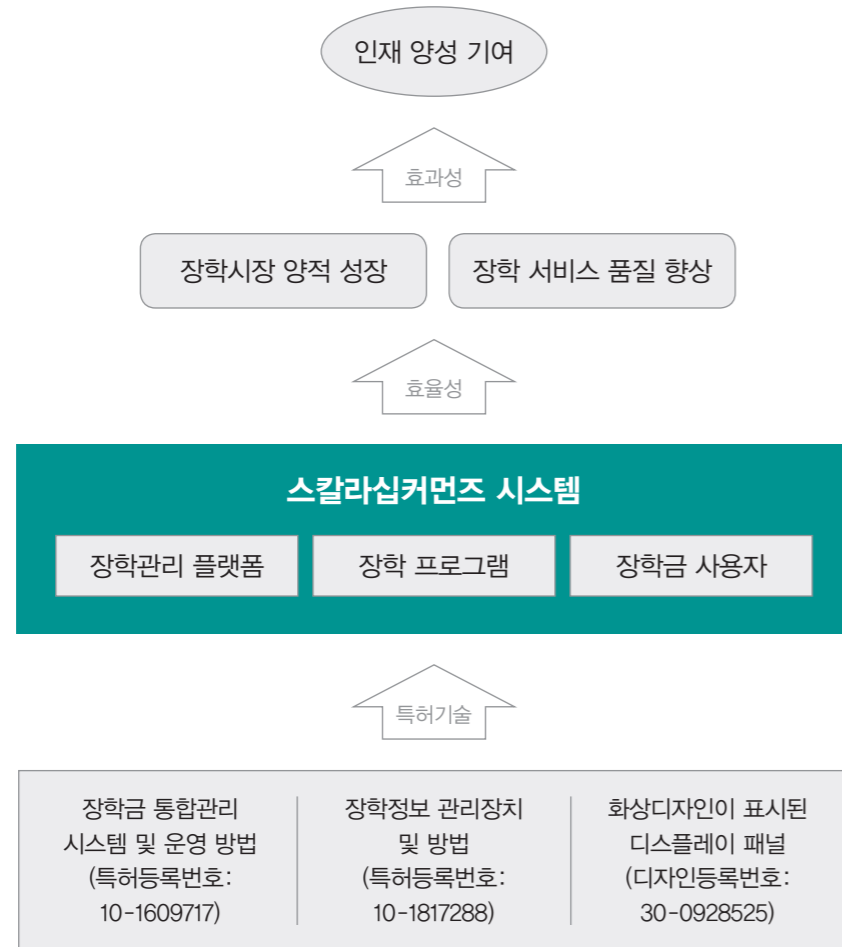 인재 양성 기여
효과성
장학시장 양적 성장
장학 서비스 품질 향상
효율성
스칼라십커먼즈 시스템
장학관리 플랫폼
장학 프로그램
장학금 사용자
특허기술
장학금 통합관리
시스템 및 운영 방법
(특허등록번호:
10-1609717)
장학정보 관리장치
및 방법
(특허등록번호:
10-1817288)
화상디자인이 표시된
디스플레이 패널
(디자인등록번호:
30-0928525)